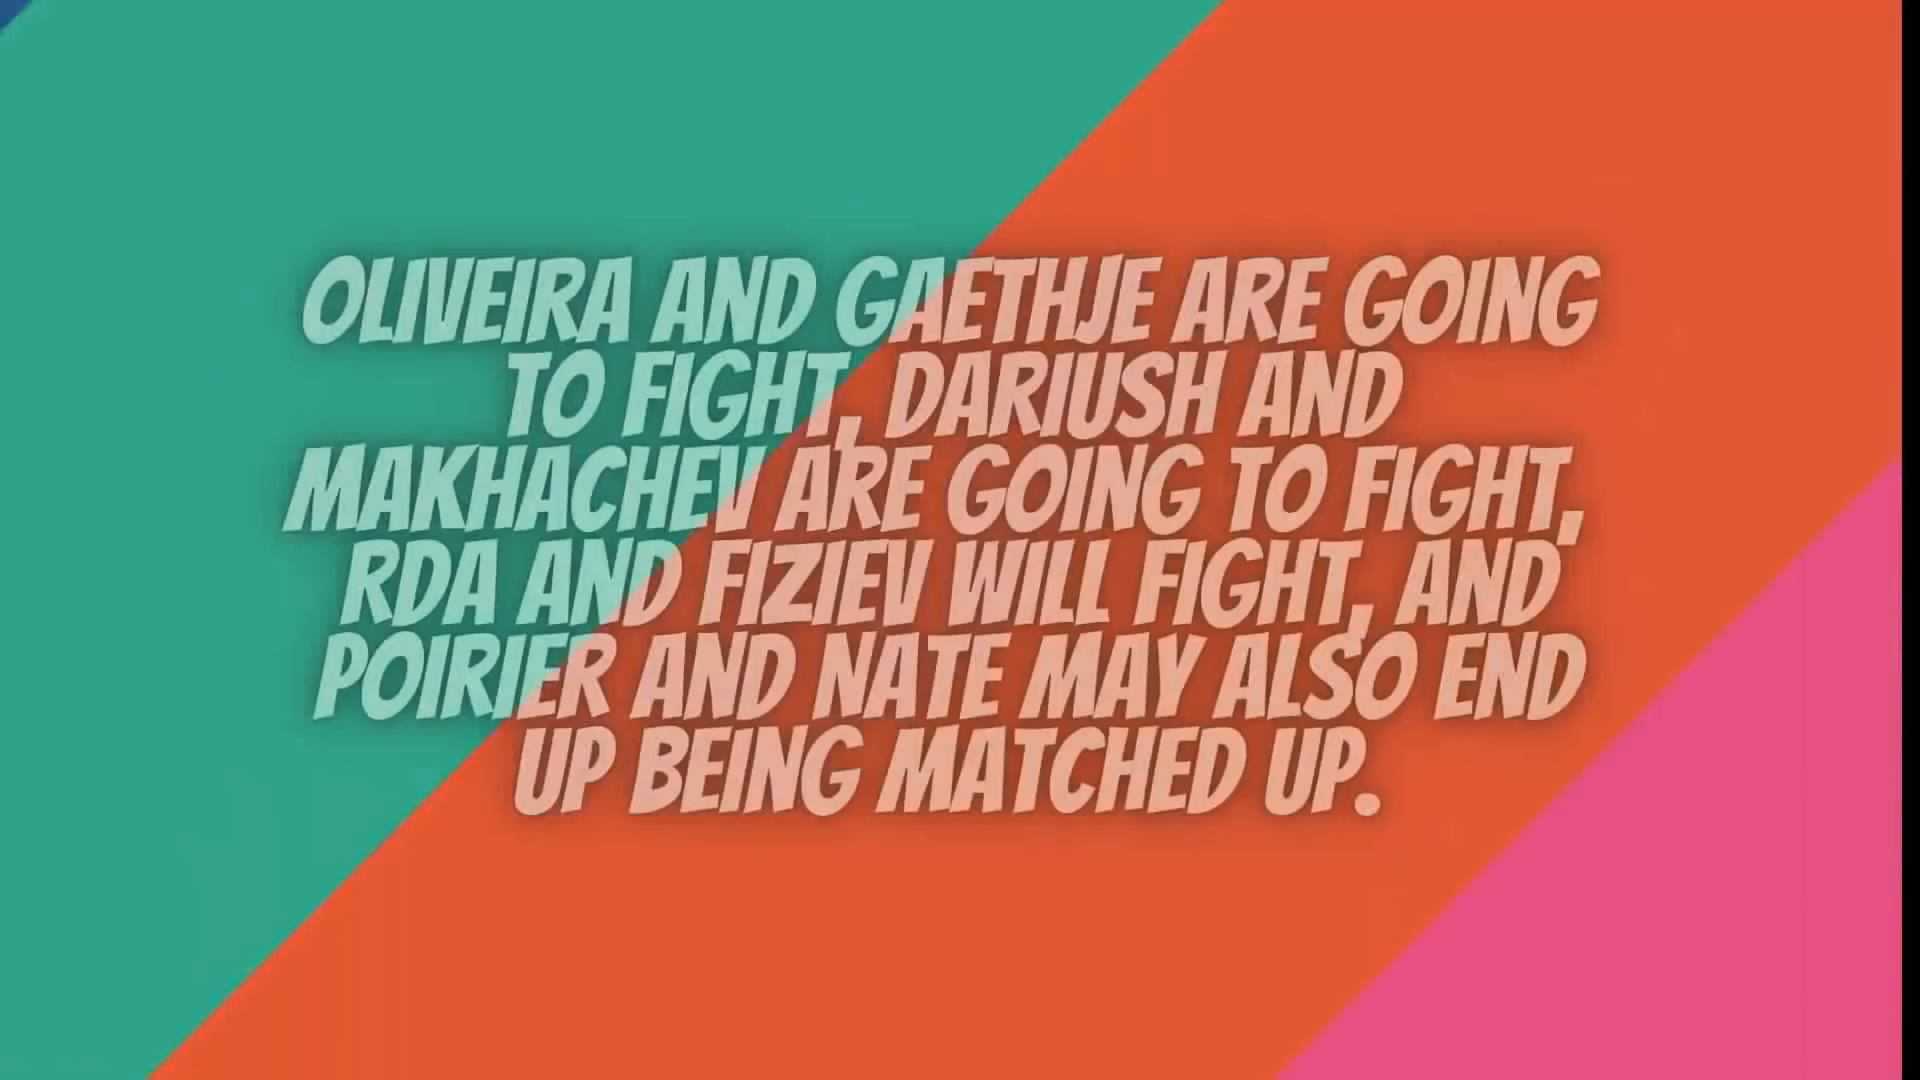 OLIVEIRA AND GAETHJE ARE GOING
TO FIGHT, DARIUSH AND
MAKHACHEV ARE GOING TO FIGHT,
RDA AND FIZIEV WILL FIGHT, AND
POIRIER AND NATE MAY ALSO END
UP BEING MATCHED UP.